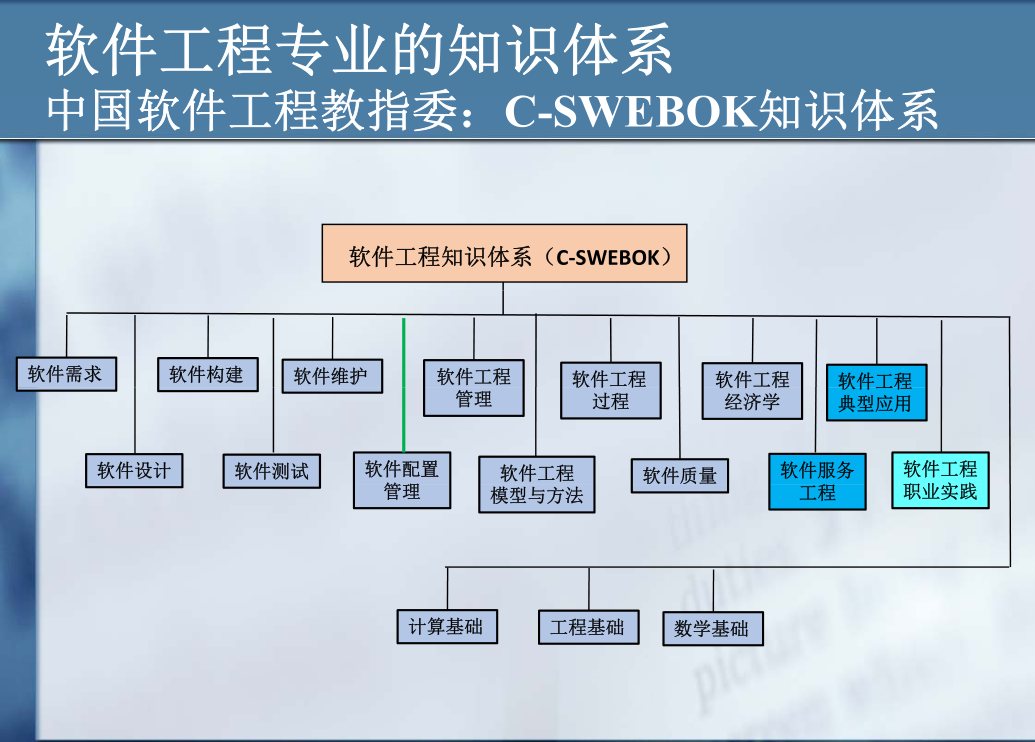 软件工程专业的知识体系
中国软件工程教指委：C-SWEBOK知识体系
软件工程知识体系（C-SWEBOK）
软件需求
软件构建
软件维护
软件工程
管理
软件工程
过程
软件工程
经济学
软件工程
典型应用
软件设计
软件测试
软件配置
管理
软件工程
模型与方法
软件质量
软件服务
工程
软件工程
职业实践
计算基础
工程基础
数学基础